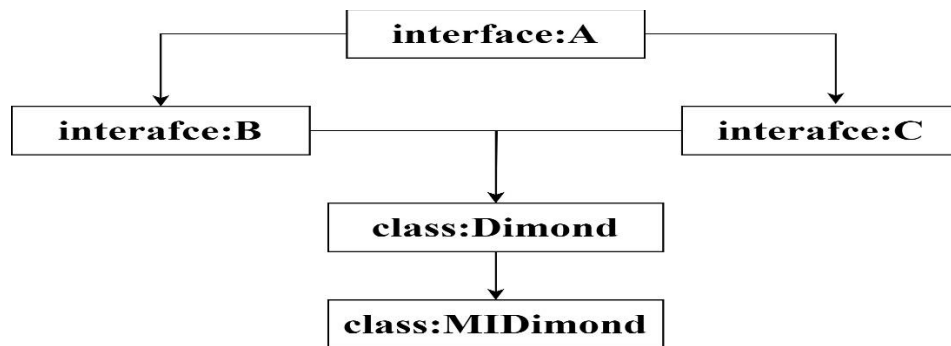 interface:A
interafce:B
interafce:C
class:Dimond
class:MIDimond